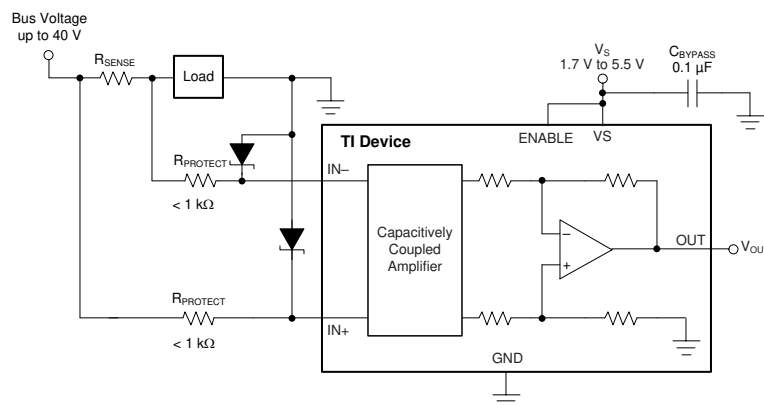 Bus Voltage
up to 40 V
RSENSE
Load
VS
1.7 V to 5.5 V
CBYPASS
0.1 µF
ENABLE
VS
TI Device
RPROTECT
< 1 kΩ
IN–
Capacitively
Coupled
Amplifier
–
+
OUT
VOU
RPROTECT
< 1 kΩ
IN+
GND